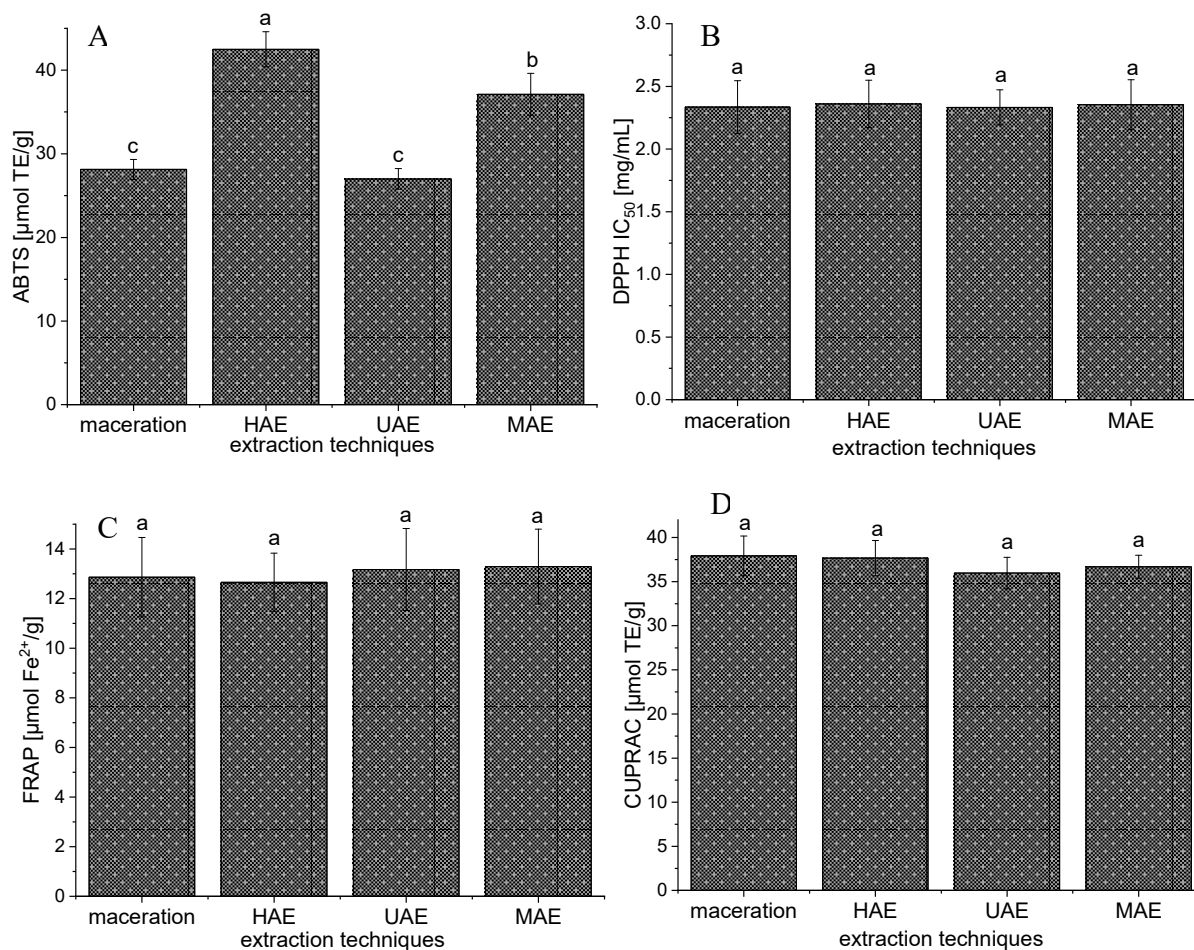 A
ABTS [µmol TE/g]
40
30
20
10
0
c
a
c
b
maceration HAE UAE MAE
extraction techniques
B
DPPH IC₅₀ [mg/mL]
2.5
2.0
1.5
1.0
0.5
0.0
a
a
a
a
maceration HAE UAE MAE
extraction techniques
C
FRAP [µmol Fe²⁺/g]
14
12
10
8
6
4
2
0
a
a
a
a
maceration HAE UAE MAE
extraction techniques
D
CUPRAC [µmol TE/g]
40
35
30
25
20
15
10
5
0
a
a
a
a
maceration HAE UAE MAE
extraction techniques